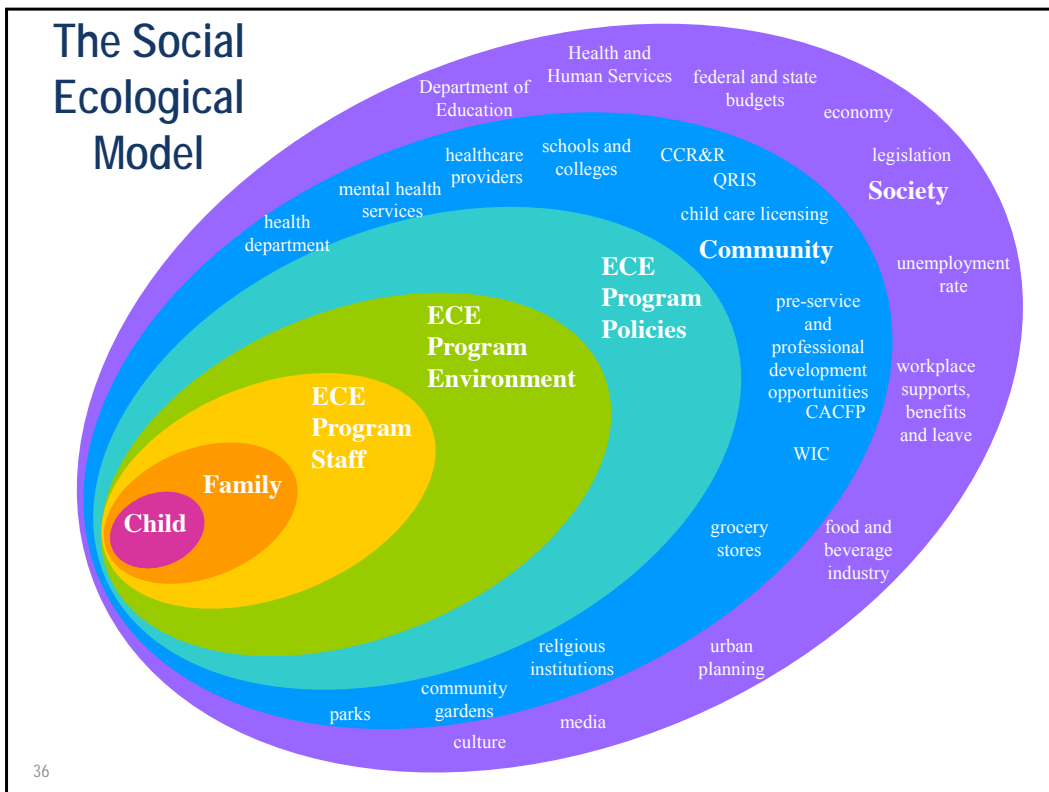 The Social
Ecological
Model
Health and
Human Services
Department of
Education
federal and state
budgets
economy
legislation
Society
unemployment
rate
workplace
supports,
benefits
and leave
food and
beverage
industry
urban
planning
media
culture
health
department
mental health
services
healthcare
providers
schools and
colleges
CCR&R
QRIS
child care licensing
Community
pre-service
and
professional
development
opportunities
CACFP
WIC
grocery
stores
religious
institutions
community
gardens
parks
ECE
Program
Policies
ECE
Program
Environment
ECE
Program
Staff
Family
Child
36